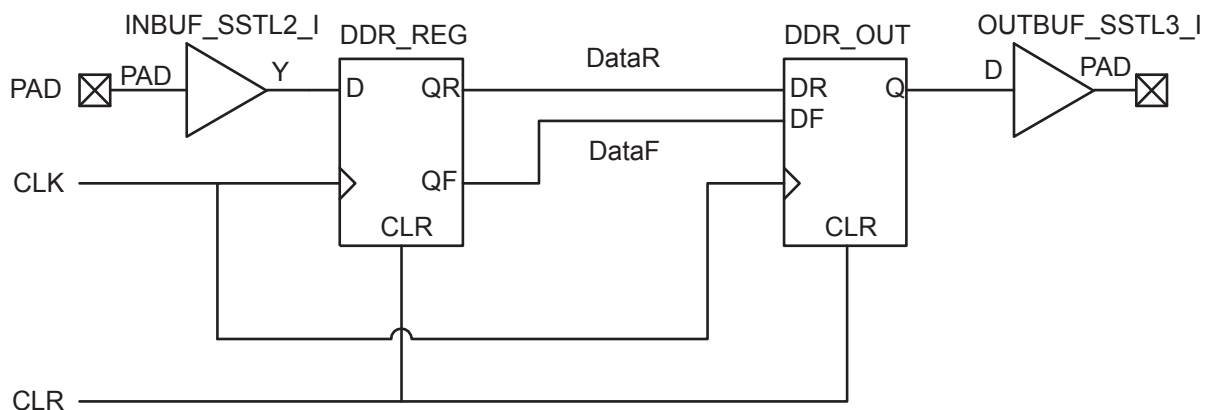 INBUF_SSTL2_I
DDR_REG
DDR_OUT
OUTBUF_SSTL3_I
PAD
PAD
Y
D
QR
DataR
DR
Q
D
PAD
DF
DataF
CLK
QF
CLR
CLR
CLR